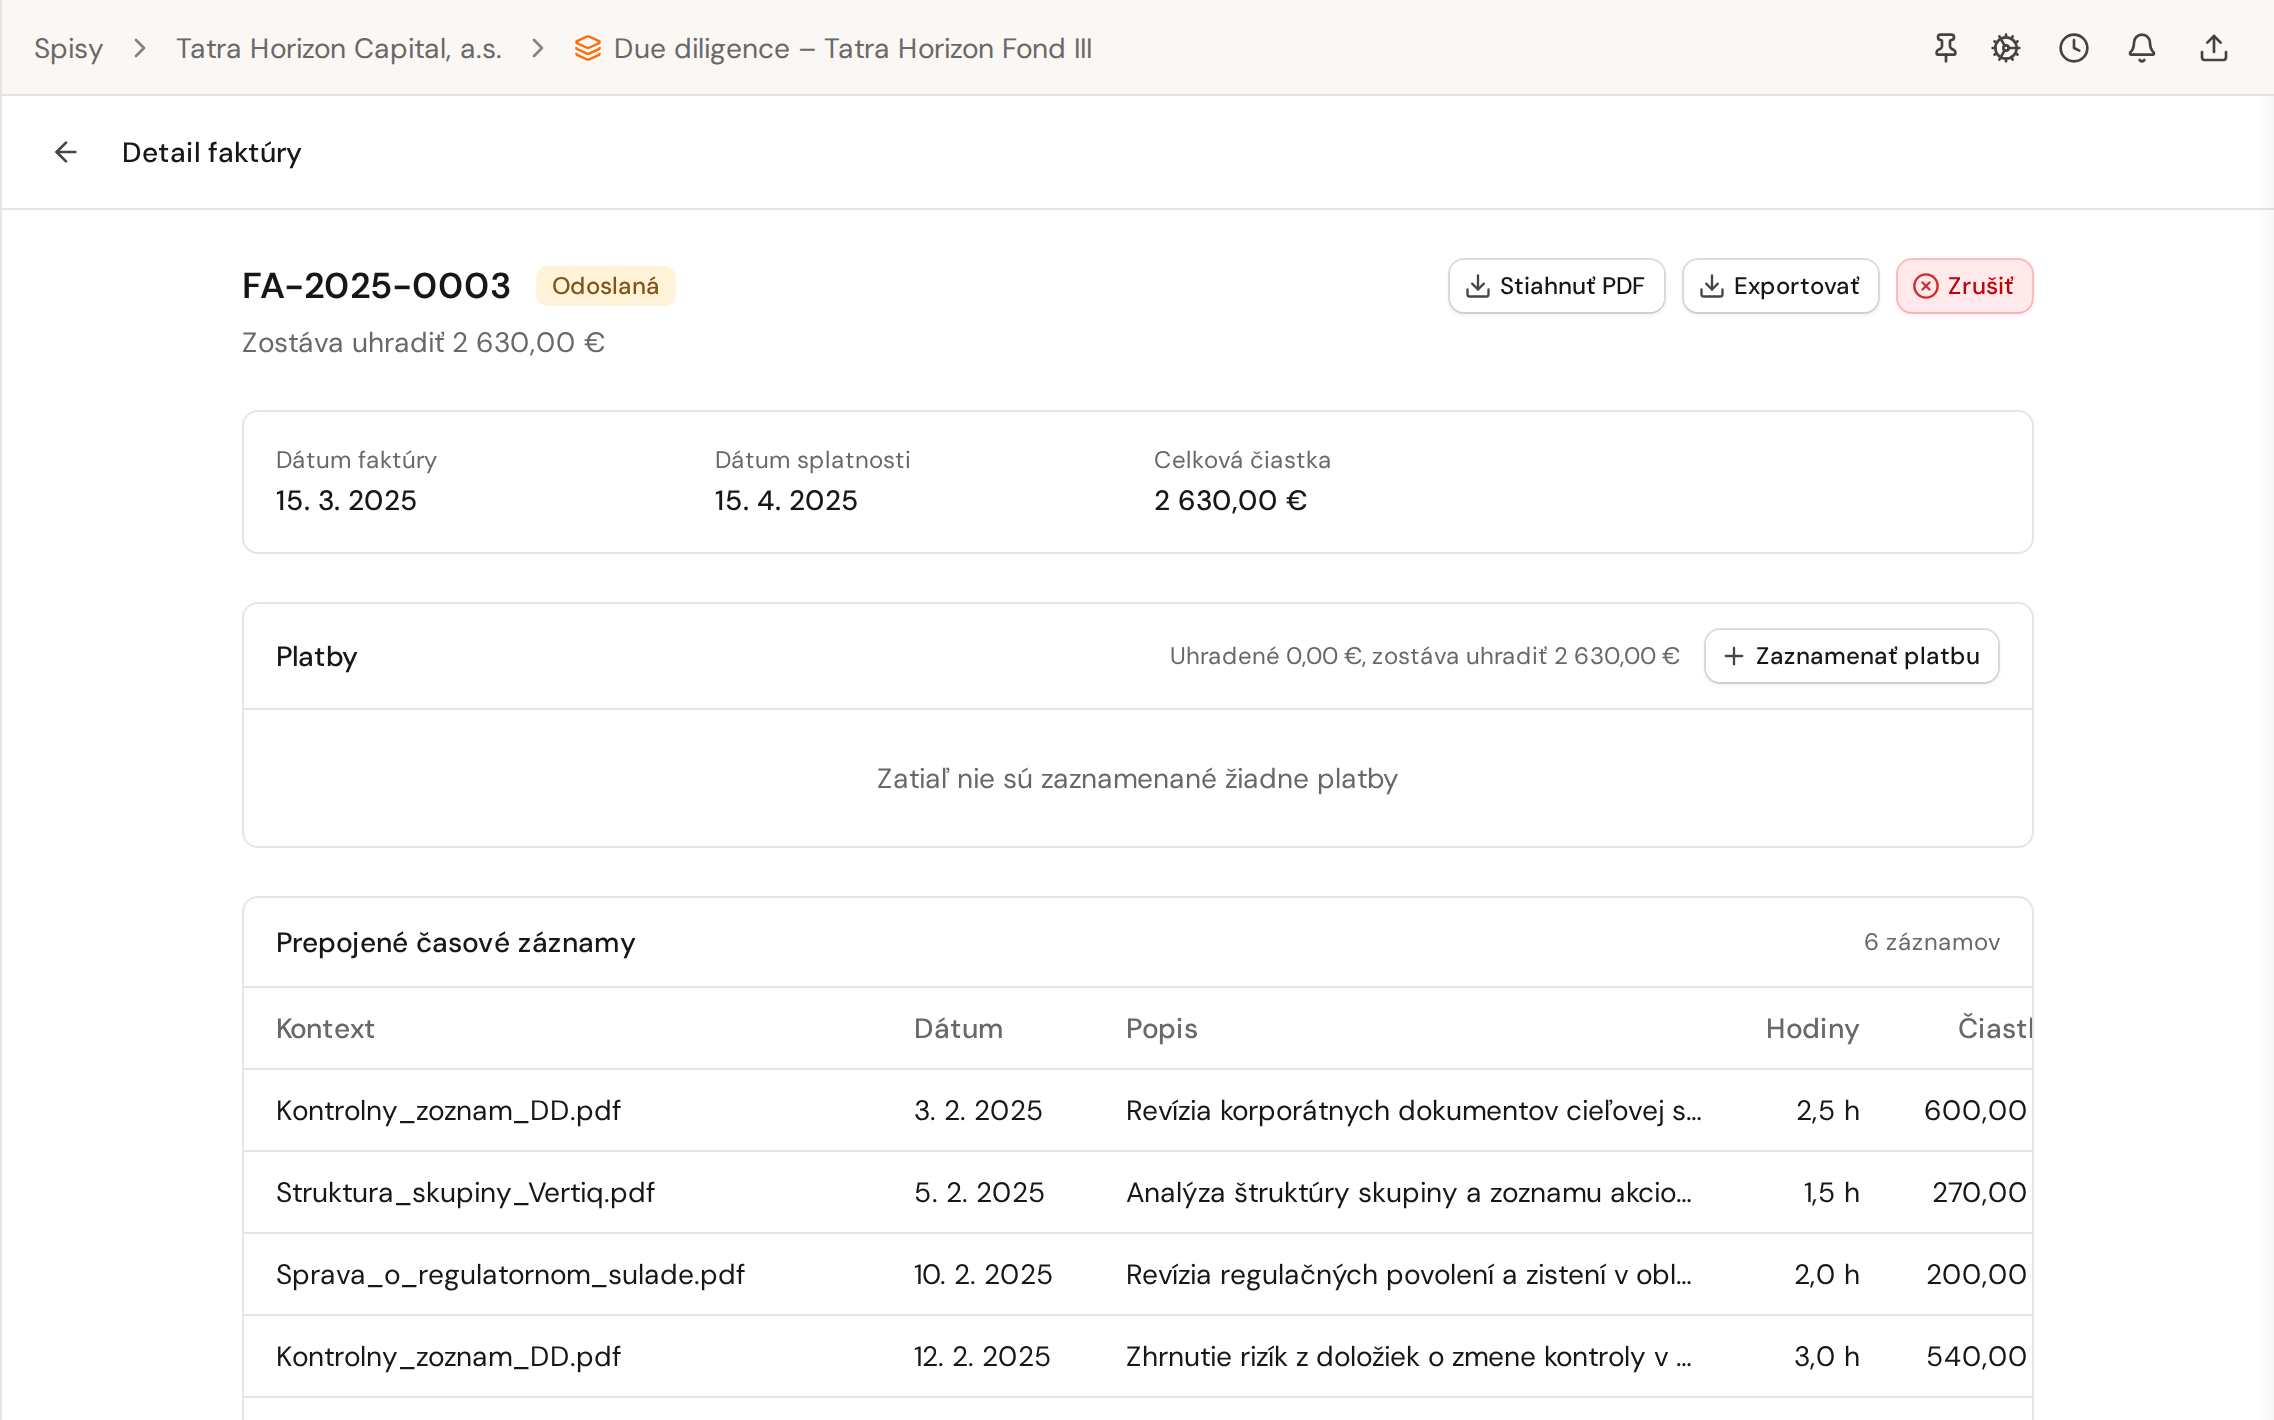 Spisy > Tatra Horizon Capital, a.s. > Due diligence – Tatra Horizon Fond III
Detail faktúry
FA-2025-0003 Odoslaná Stiahnuť PDF Exportovať Zrušiť
Zostáva uhradiť 2 630,00 €
Dátum faktúry Dátum splatnosti Celková čiastka
15. 3. 2025 15. 4. 2025 2 630,00 €
Platby Uhradené 0,00 €, zostáva uhradiť 2 630,00 € + Zaznamenať platbu
Zatiaľ nie sú zaznamenané žiadne platby
Prepojené časové záznamy 6 záznamov
Kontext Dátum Popis Hodiny
Kontrolny_zoznam_DD.pdf 3. 2. 2025 Revízia korporátnych dokumentov cieľovej s... 2,5 h 600,00
Struktura_skupiny_Vertiq.pdf 5. 2. 2025 Analýza štruktúry skupiny a zoznamu akcio... 1,5 h 270,00
Sprava_o_regulatornom_sulade.pdf 10. 2. 2025 Revízia regulačných povolení a zistení v obl... 2,0 h 200,00
Kontrolny_zoznam_DD.pdf 12. 2. 2025 Zhrnutie rizík z doložiek o zmene kontroly v ... 3,0 h 540,00